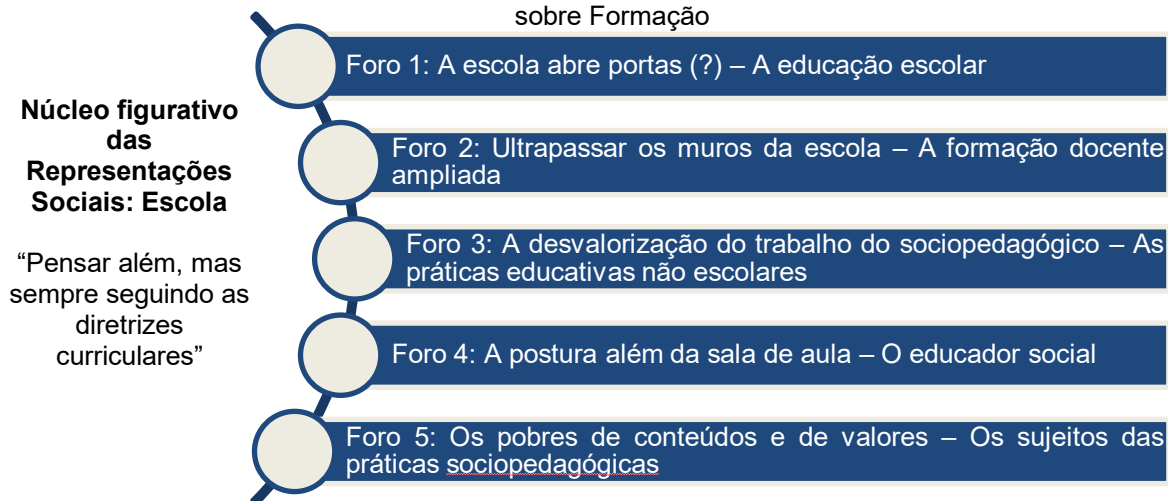 sobre Formação
Núcleo figurativo
das
Representações
Sociais: Escola
“Pensar além, mas
sempre seguindo as
diretrizes
curriculares”
Foro 1: A escola abre portas (?) – A educação escolar
Foro 2: Ultrapassar os muros da escola – A formação docente
ampliada
Foro 3: A desvalorização do trabalho do sociopedagógico – As
práticas educativas não escolares
Foro 4: A postura além da sala de aula – O educador social
Foro 5: Os pobres de conteúdos e de valores – Os sujeitos das
práticas sociopedagógicas